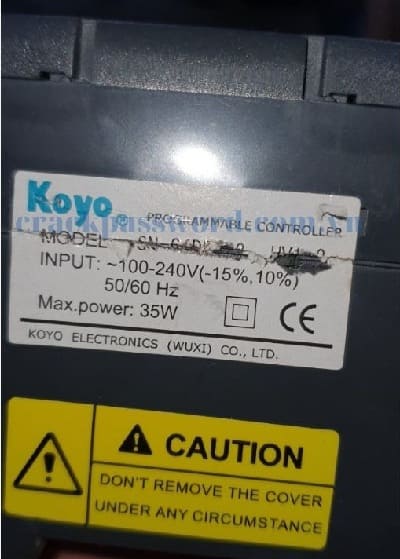 Koyo ®
PROGRAMMABLE CONTROLLER
crackpassword.com.vn
MODEL
INPUT: ~100-240V(-15%,10%)
50/60 Hz
Max.power: 35W
CE
KOYO ELECTRONICS (WUXI) CO., LTD.
CAUTION
DON'T REMOVE THE COVER
UNDER ANY CIRCUMSTANCE